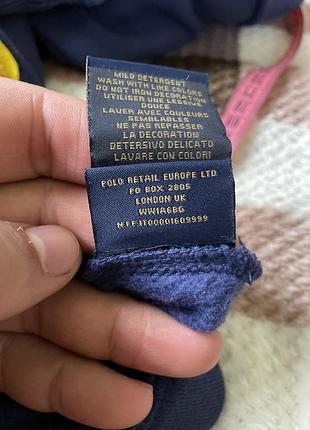 MILD DETERGENT
WASH WITH LIKE COLORS
DO NOT IRON DECORATION
UTILISER UNE LESSIVE
DOUCE
LAVER AVEC COULEURS
SEMBLABLES
NE PAS REPASSER
LA DECORATION
DETERSIVO DELICATO
LAVARE CON COLORI
POLO RETAIL EUROPE LTD
PO BOX 2805
LONDON UK
WW1A6BG
N.I.F.IT00001609999